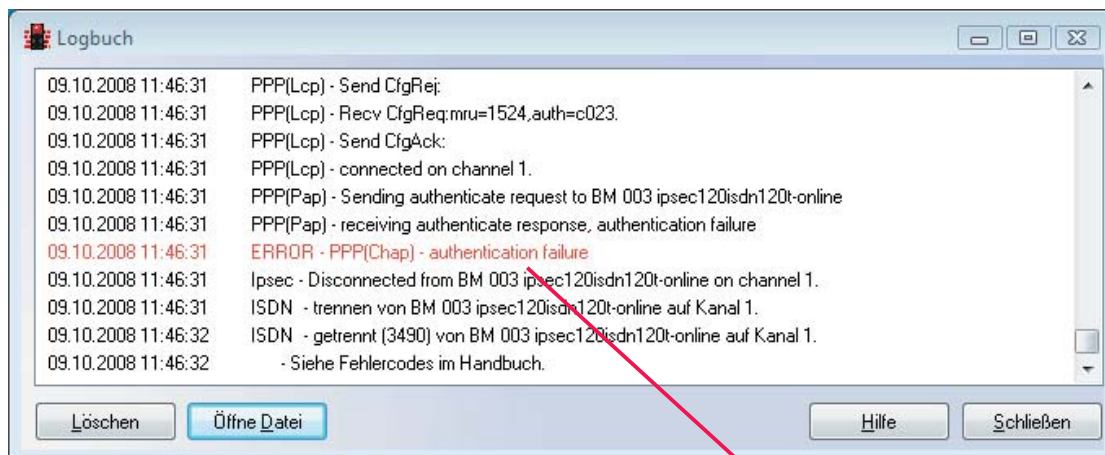 Logbuch
09.10.2008 11:46:31 PPP(Lcp) - Send CfgRej:
09.10.2008 11:46:31 PPP(Lcp) - Recv CfgReq:mru=1524,auth=c023.
09.10.2008 11:46:31 PPP(Lcp) - Send CfgAck:
09.10.2008 11:46:31 PPP(Lcp) - connected on channel 1.
09.10.2008 11:46:31 PPP(Pap) - Sending authenticate request to BM 003 ipsec120isdn120t-online
09.10.2008 11:46:31 PPP(Pap) - receiving authenticate response, authentication failure
09.10.2008 11:46:31 ERROR - PPP(Chap) - authentication failure
09.10.2008 11:46:31 Ipsec - Disconnected from BM 003 ipsec120isdn120t-online on channel 1.
09.10.2008 11:46:31 ISDN - trennen von BM 003 ipsec120isdn120t-online auf Kanal 1.
09.10.2008 11:46:32 ISDN - getrennt (3490) von BM 003 ipsec120isdn120t-online auf Kanal 1.
09.10.2008 11:46:32 - Siehe Fehlercodes im Handbuch.
Löschen Öffne Datei Hilfe Schließen